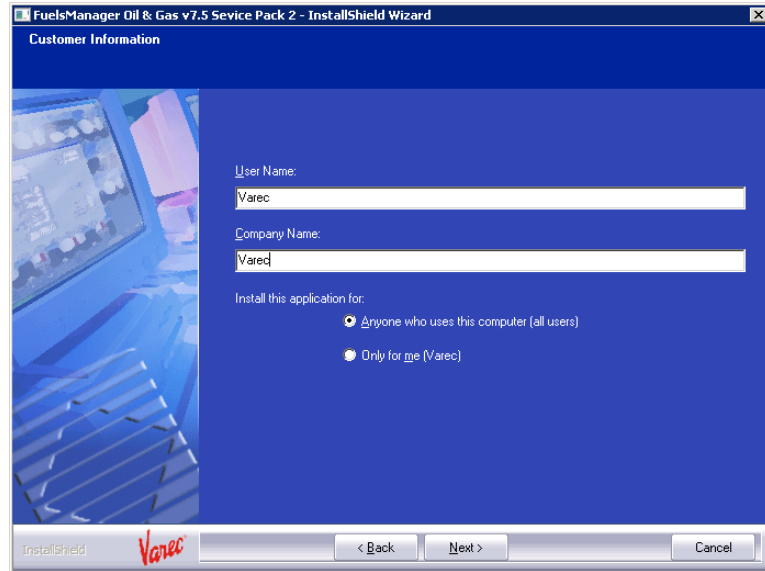 FuelsManager Oil & Gas v7.5 Sevice Pack 2 - InstallShield Wizard
Customer Information
User Name:
Varec
Company Name:
Varec
Install this application for:
Anyone who uses this computer (all users)
Only for me (Varec)
InstallShield
Varec
< Back
Next >
Cancel